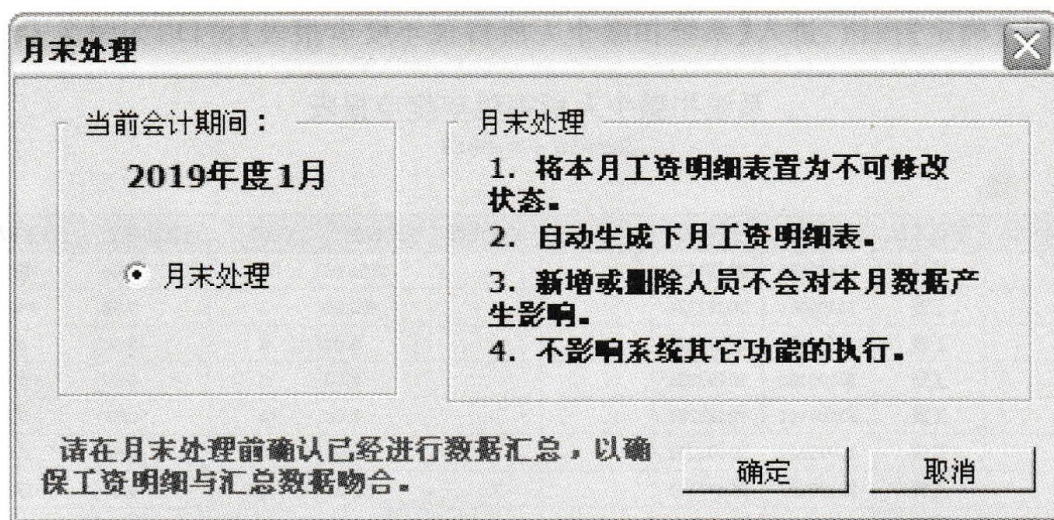 月末处理
当前会计期间：
2019年度1月
月末处理
月末处理
1. 将本月工资明细表置为不可修改
状态。
2. 自动生成下月工资明细表。
3. 新增或删除人员不会对本月数据产
生影响。
4. 不影响系统其它功能的执行。
请在月末处理前确认已经进行数据汇总，以确
保工资明细与汇总数据吻合。
确定
取消